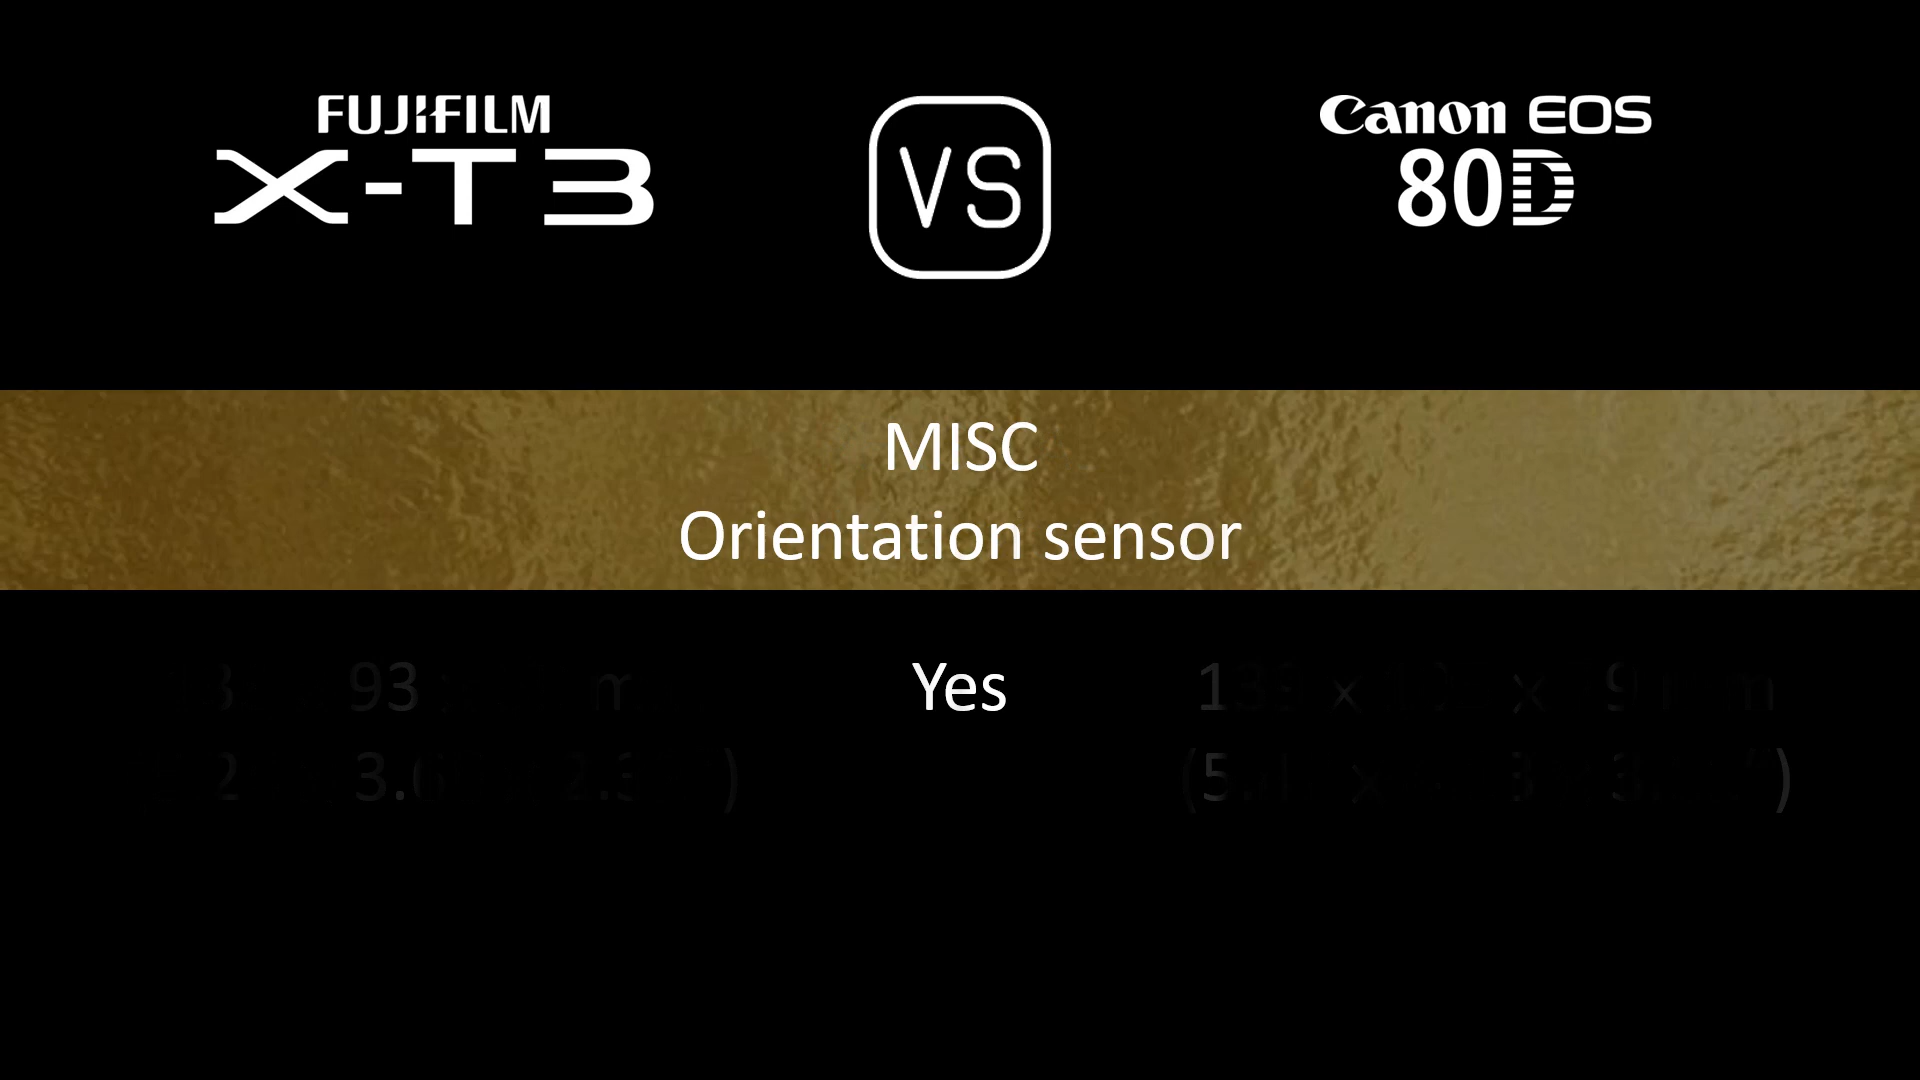 FUJIFILM
X-T3
VS
Canon EOS
80D
MISC
Orientation sensor
Yes